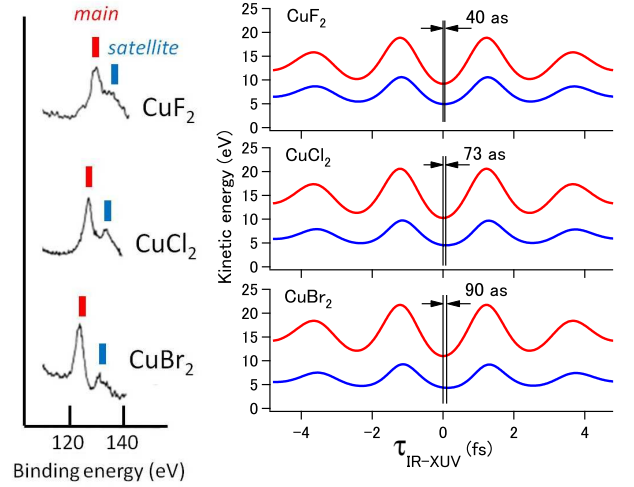 main
satellite
CuF2
CuCl2
CuBr2
120 140
Binding energy (eV)
Kinetic energy (eV)
CuF2
40 as
25
20
15
10
5
0
CuCl2
73 as
25
20
15
10
5
0
CuBr2
90 as
25
20
15
10
5
0
−4 −2 0 2 4
τIR−XUV (fs)